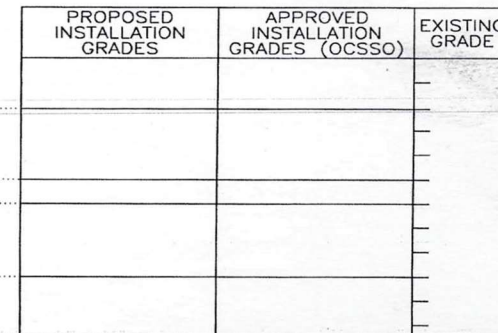 PROPOSED
INSTALLATION
GRADES
APPROVED
INSTALLATION
GRADES (OCSSO)
EXISTING
GRADE